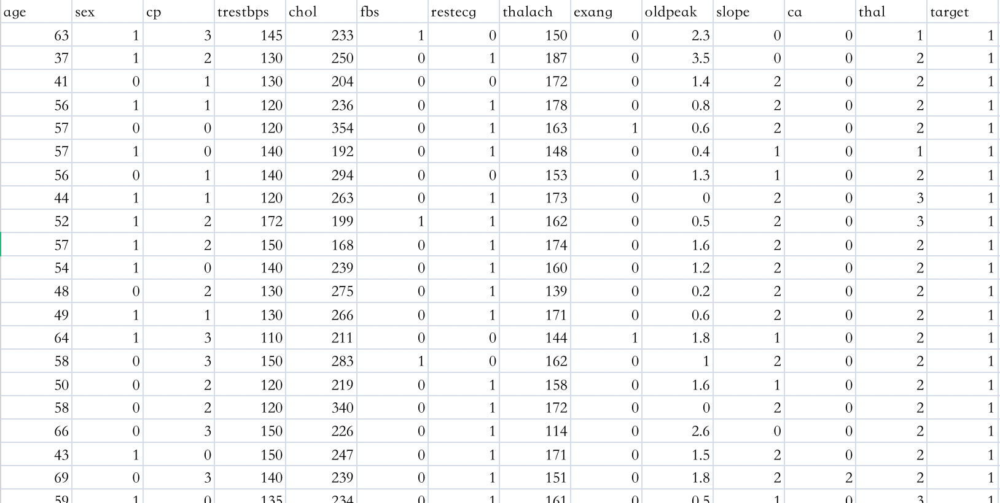 age sex cp trestbps chol fbs restecg thalach exang oldpeak slope ca thal target
63 1 3 145 233 1 0 150 0 2.3 0 0 1 1
37 1 2 130 250 0 1 187 0 3.5 0 0 2 1
41 0 1 130 204 0 0 172 0 1.4 2 0 2 1
56 1 1 120 236 0 1 178 0 0.8 2 0 2 1
57 0 0 120 354 0 1 163 1 0.6 2 0 2 1
57 1 0 140 192 0 1 148 0 0.4 1 0 1 1
56 0 1 140 294 0 0 153 0 1.3 1 0 2 1
44 1 1 120 263 0 1 173 0 0 2 0 3 1
52 1 2 172 199 1 1 162 0 0.5 2 0 3 1
57 1 2 150 168 0 1 174 0 1.6 2 0 2 1
54 1 0 140 239 0 1 160 0 1.2 2 0 2 1
48 0 2 130 275 0 1 139 0 0.2 2 0 2 1
49 1 1 130 266 0 1 171 0 0.6 2 0 2 1
64 1 3 110 211 0 0 144 1 1.8 1 0 2 1
58 0 3 150 283 1 0 162 0 1 2 0 2 1
50 0 2 120 219 0 1 158 0 1.6 1 0 2 1
58 0 2 120 340 0 1 172 0 0 2 0 2 1
66 0 3 150 226 0 1 114 0 2.6 0 0 2 1
43 1 0 150 247 0 1 171 0 1.5 2 0 2 1
69 0 3 140 239 0 1 151 0 1.8 2 2 2 1
59 1 0 135 234 0 1 161 0 0.5 1 0 3 1